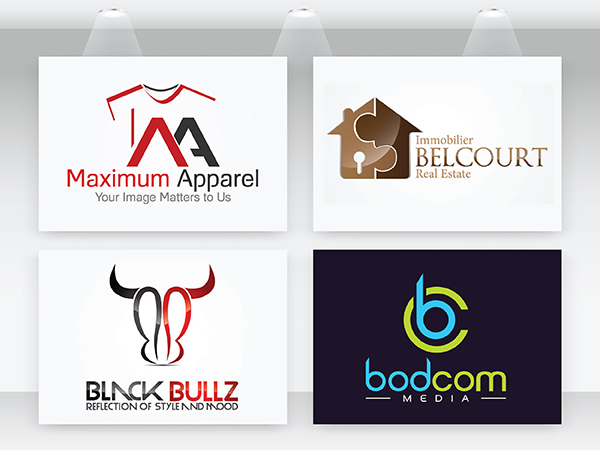 Maximum Apparel
Your Image Matters to Us
Immobilier
BELCOURT
Real Estate
BLACK BULLZ
REFLECTION OF STYLE AND MOOD
bodcom
MEDIA